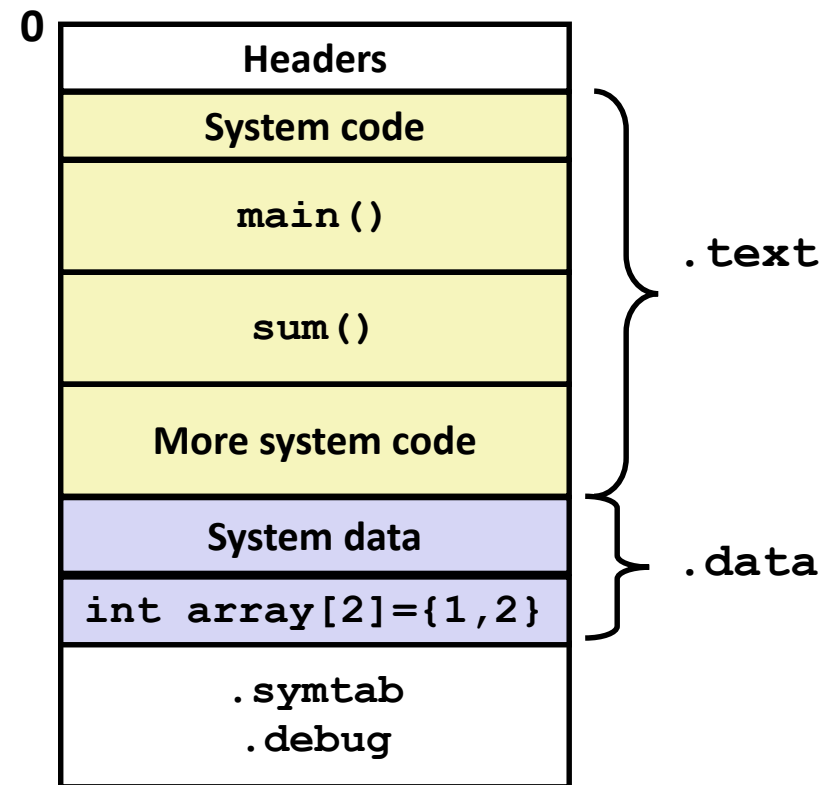 0
Headers
System code
main()
sum()
More system code
.text
System data
int array[2]={1,2}
.data
.symtab
.debug